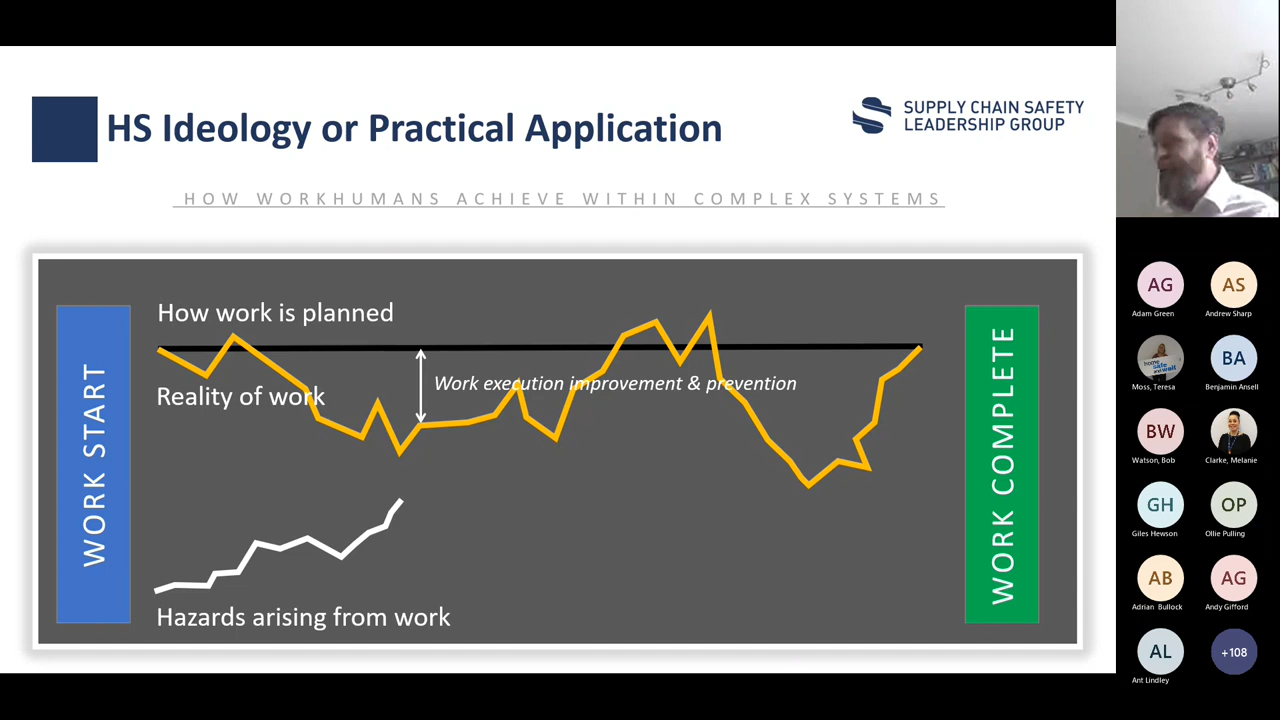 HS Ideology or Practical Application
SUPPLY CHAIN SAFETY
LEADERSHIP GROUP
HOW WORKHUMANS ACHIEVE WITHIN COMPLEX SYSTEMS
WORK START
How work is planned
Reality of work
Work execution improvement & prevention
Hazards arising from work
WORK COMPLETE
AG
AS
Adam Green
Andrew Sharp
BA
Moss, Teresa
Benjamin Ansell
BW
Watson, Bob
Clarke, Melanie
GH
OP
Giles Hewson
Ollie Pulling
AB
AG
Adrian Bullock
Andy Gifford
AL
+108
Ant Lindley